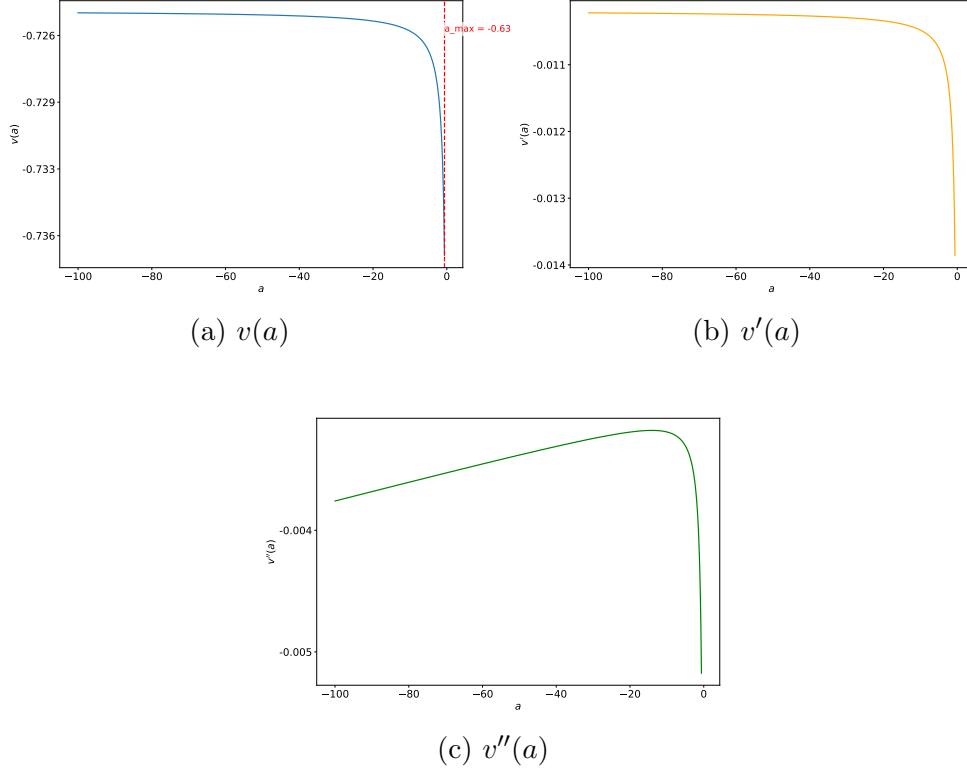 -0.726
-0.729
-0.733
-0.736
v(a)
a_max = -0.63
−100
−80
−60
−40
−20
0
a
(a) v(a)
-0.011
-0.012
-0.013
-0.014
v′(a)
−100
−80
−60
−40
−20
0
a
(b) v′(a)
-0.004
-0.005
v′′(a)
−100
−80
−60
−40
−20
0
a
(c) v′′(a)